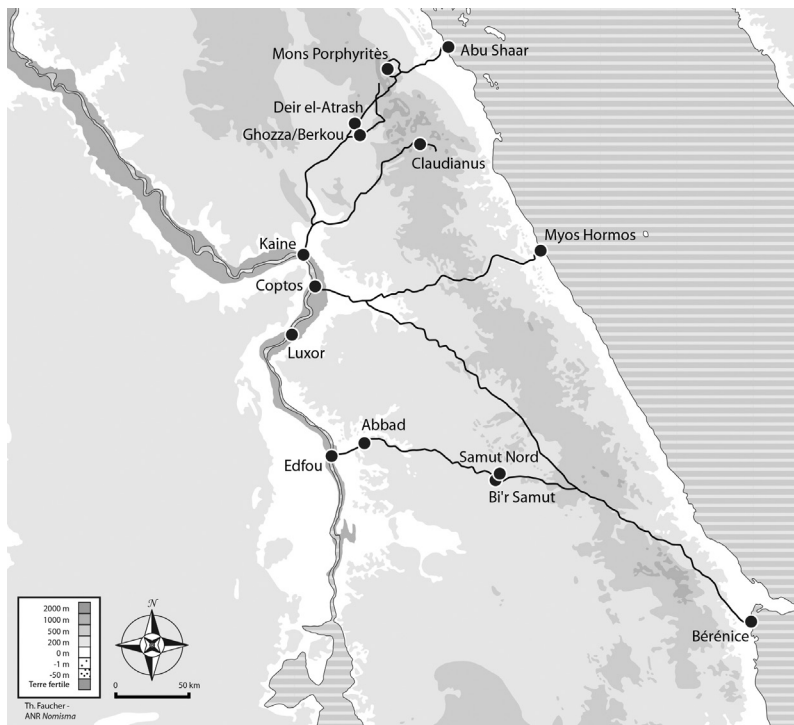 Mons Porphyritès
Abu Shaar
Deir el-Atrash
Ghozza/Berkou
Claudianus
Kaine
Myos Hormos
Coptos
Luxor
Abbad
Edfou
Samut Nord
Bi'r Samut
Bérénice
2000 m
1000 m
500 m
200 m
0 m
-1 m
-50 m
Terre fertile
N
0 50 km
Th. Faucher -
ANR Nomisma